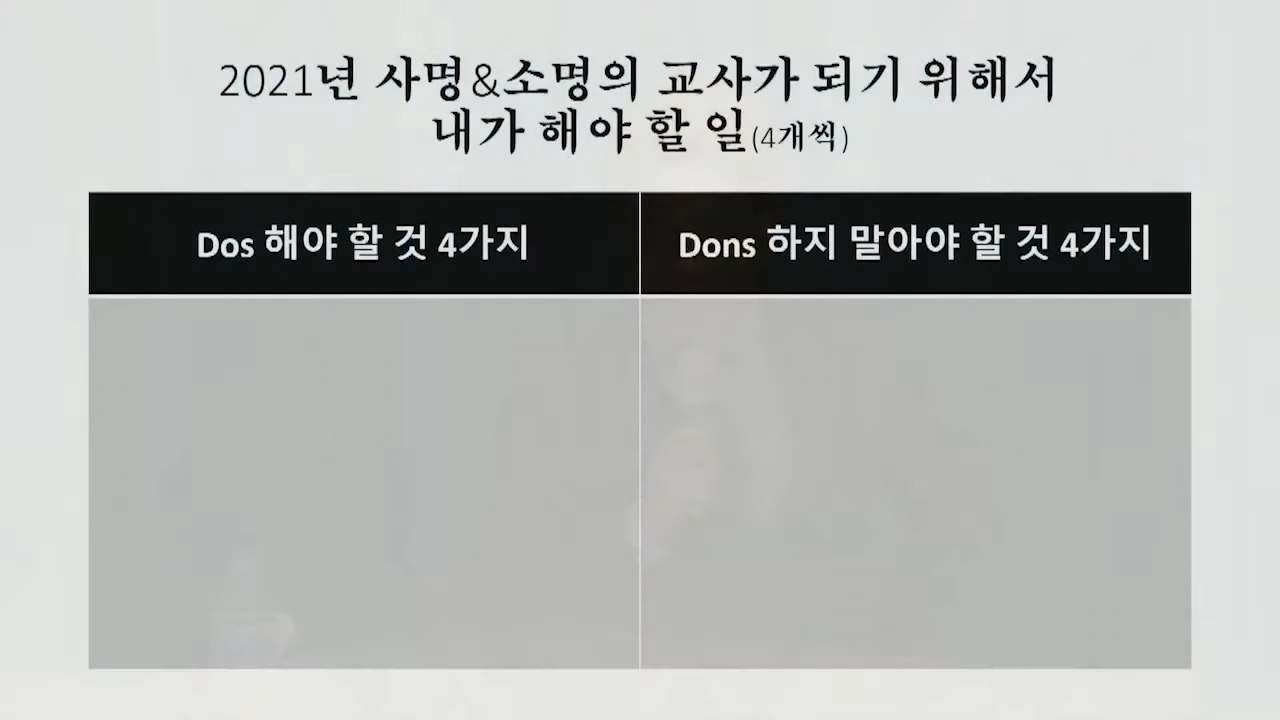 2021년 사명&소명의 교사가 되기 위해서
내가 해야 할 일(4개씩)
Dos 해야 할 것 4가지
Dons 하지 말아야 할 것 4가지